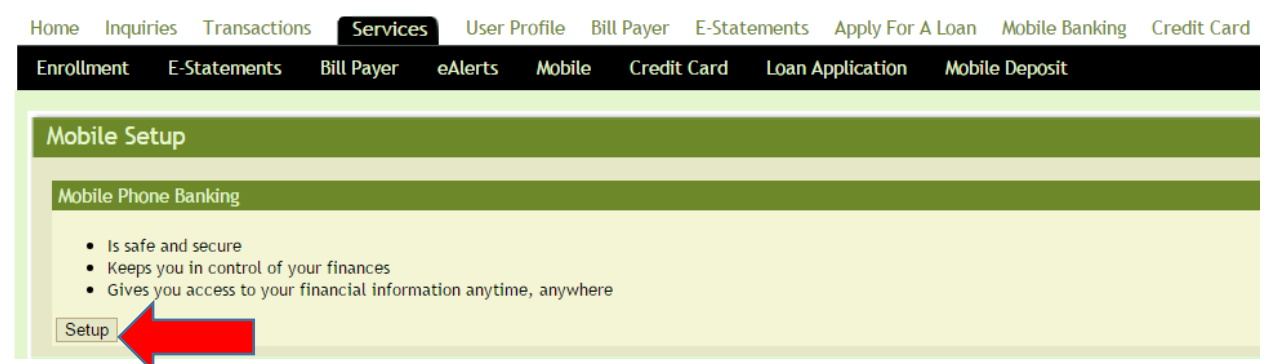 Home Inquiries Transactions Services User Profile Bill Payer E-Statements Apply For A Loan Mobile Banking Credit Card
Enrollment E-Statements Bill Payer eAlerts Mobile Credit Card Loan Application Mobile Deposit
Mobile Setup
Mobile Phone Banking
• Is safe and secure
• Keeps you in control of your finances
• Gives you access to your financial information anytime, anywhere
Setup